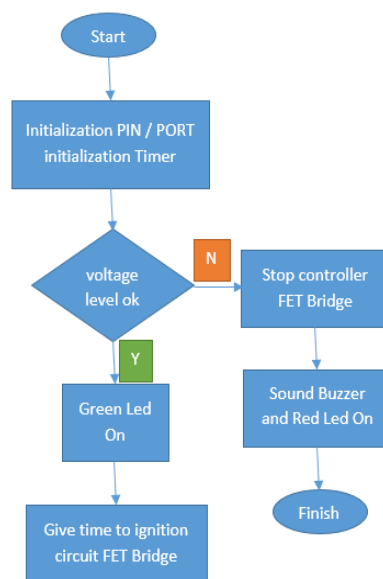 Start
Initialization PIN / PORT
initialization Timer
voltage
level ok
N
Stop controller
FET Bridge
Y
Green Led
On
Sound Buzzer
and Red Led On
Give time to ignition
circuit FET Bridge
Finish